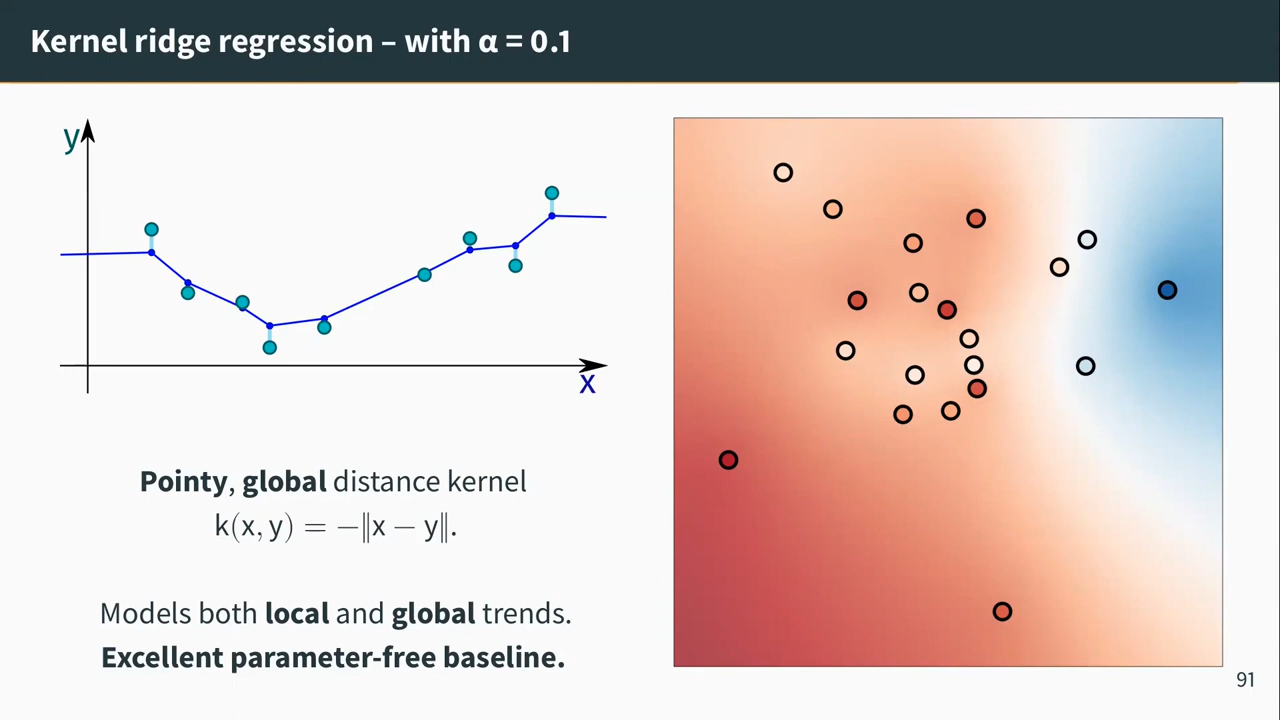 Kernel ridge regression – with α = 0.1
y
x
Pointy, global distance kernel
k(x, y) = −‖x − y‖.
Models both local and global trends.
Excellent parameter-free baseline.
91